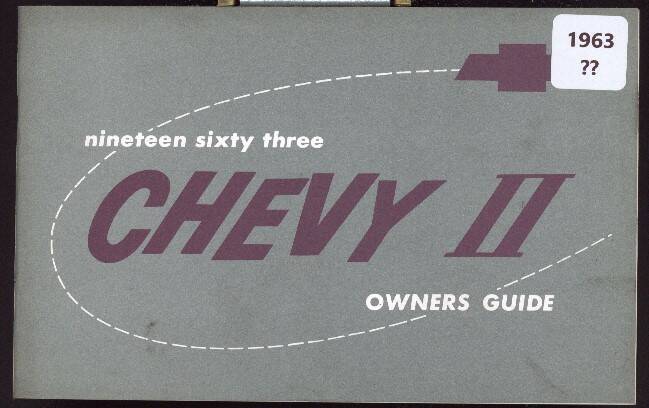 1963
??
nineteen sixty three
CHEVY II
OWNERS GUIDE